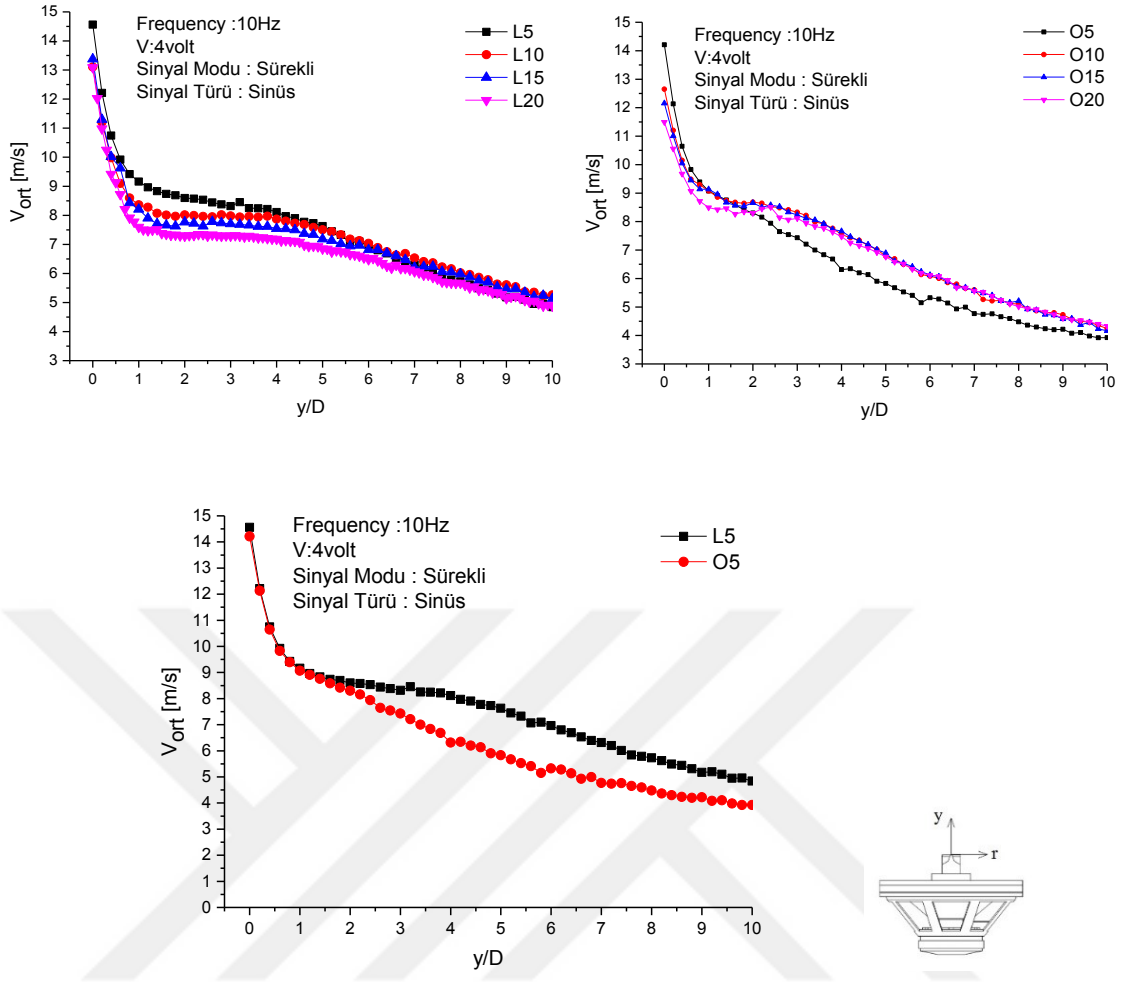 Frequency :10Hz
V:4volt
Sinyal Modu : Sürekli
Sinyal Türü : Sinüs
L5
L10
L15
L20
15
14
13
12
11
10
9
8
7
6
5
4
3
V_ort [m/s]
0 1 2 3 4 5 6 7 8 9 10
y/D
Frequency :10Hz
V:4volt
Sinyal Modu : Sürekli
Sinyal Türü : Sinüs
O5
O10
O15
O20
15
14
13
12
11
10
9
8
7
6
5
4
3
V_ort [m/s]
0 1 2 3 4 5 6 7 8 9 10
y/D
Frequency :10Hz
V:4volt
Sinyal Modu : Sürekli
Sinyal Türü : Sinüs
L5
O5
15
14
13
12
11
10
9
8
7
6
5
4
3
2
1
0
V_ort [m/s]
0 1 2 3 4 5 6 7 8 9 10
y/D
y
r